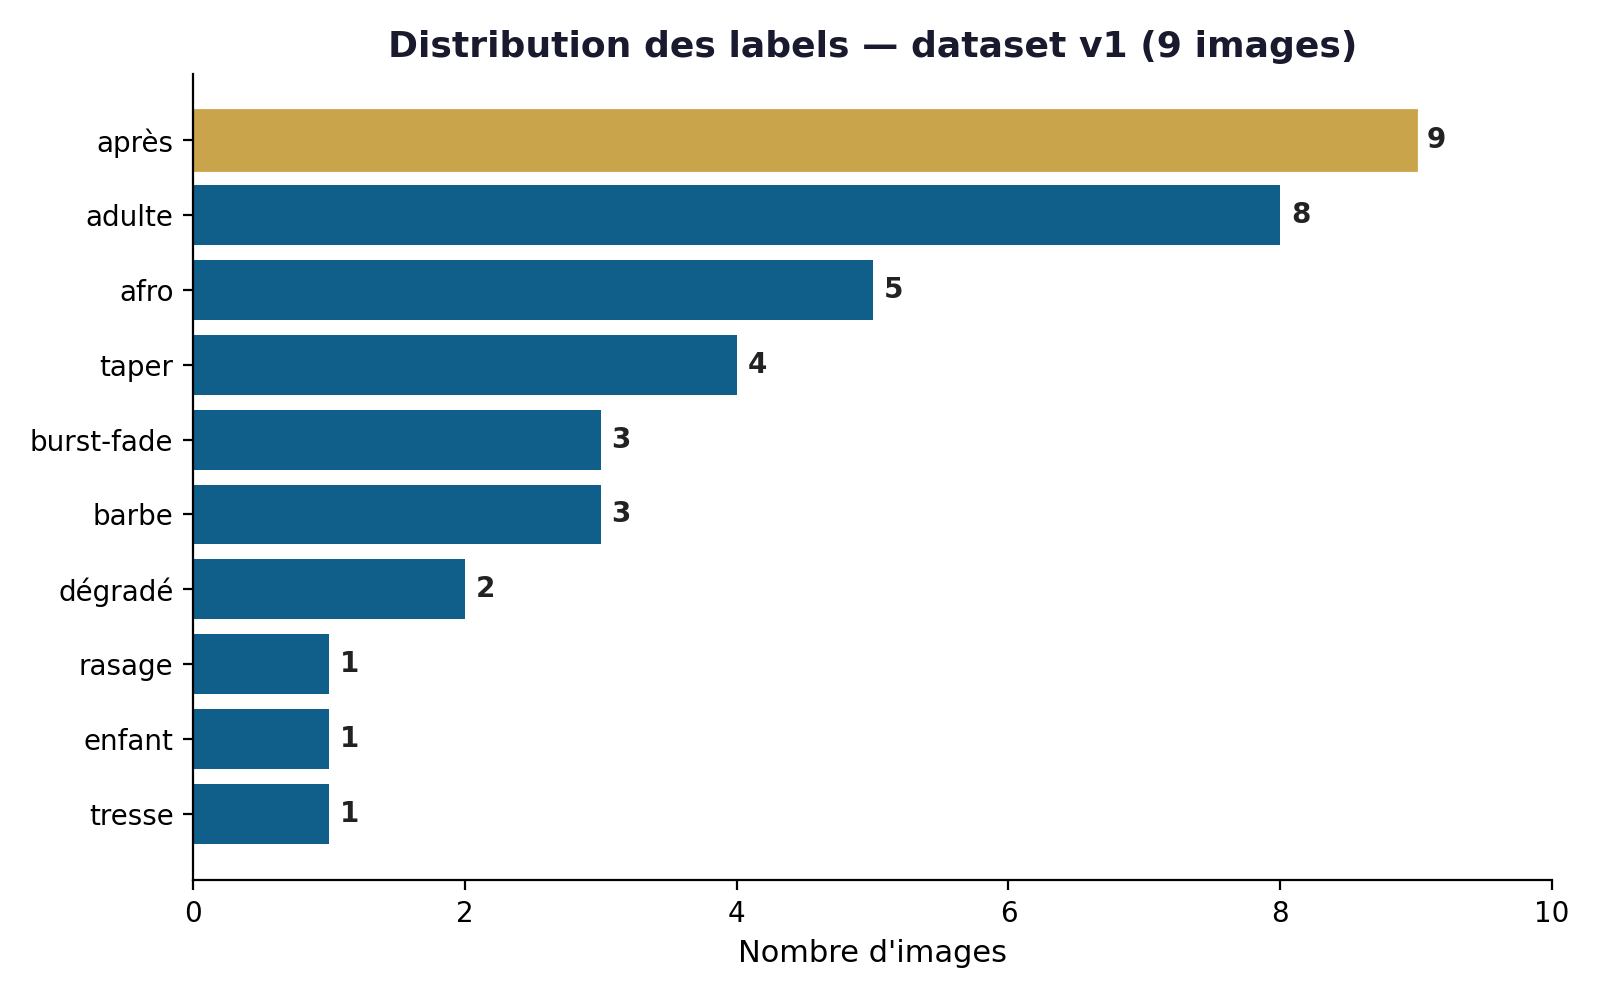 Distribution des labels — dataset v1 (9 images)
après 9
adulte 8
afro 5
taper 4
burst-fade 3
barbe 3
dégradé 2
rasage 1
enfant 1
tresse 1
0 2 4 6 8 10
Nombre d'images